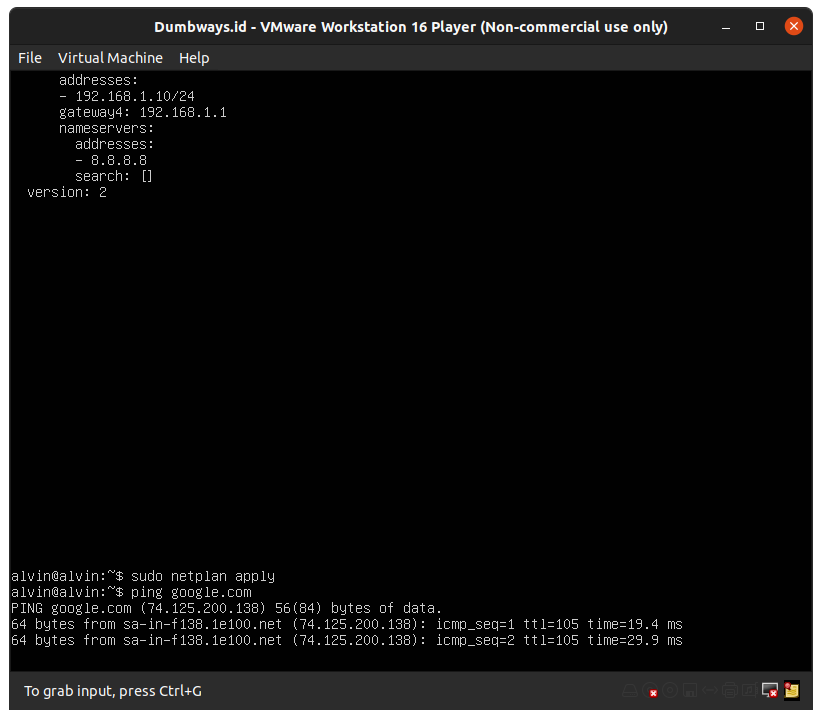 Dumbways.id - VMware Workstation 16 Player (Non-commercial use only)
File Virtual Machine Help
addresses:
- 192.168.1.10/24
gateway4: 192.168.1.1
nameservers:
addresses:
- 8.8.8.8
search: []
version: 2
alvin@alvin:~$ sudo netplan apply
alvin@alvin:~$ ping google.com
PING google.com (74.125.200.138) 56(84) bytes of data.
64 bytes from sa-in-f138.1e100.net (74.125.200.138): icmp_seq=1 ttl=105 time=19.4 ms
64 bytes from sa-in-f138.1e100.net (74.125.200.138): icmp_seq=2 ttl=105 time=29.9 ms
To grab input, press Ctrl+G